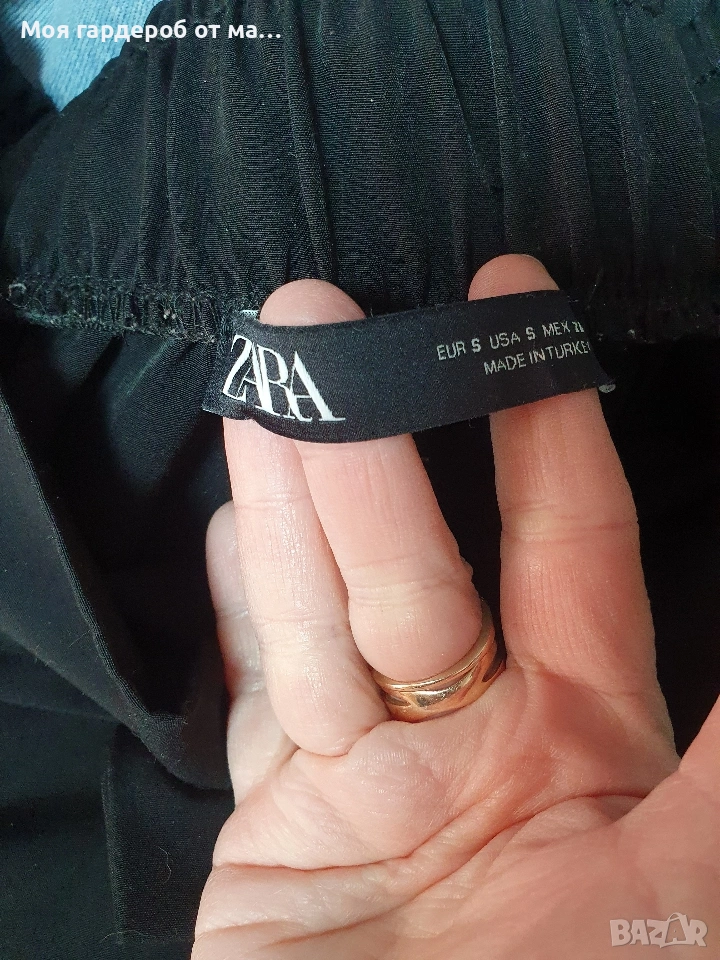 Моя гардероб от ма...
ZARA
EUR S USA S MEX
MADE IN TURKEY
BAZAR